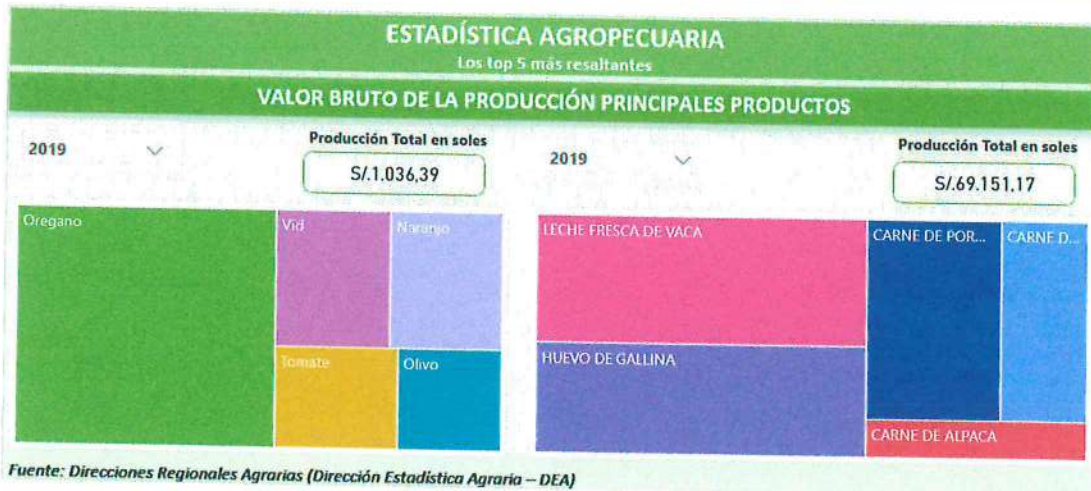 ESTADÍSTICA AGROPECUARIA
Los top 5 más resaltantes
VALOR BRUTO DE LA PRODUCCIÓN PRINCIPALES PRODUCTOS
2019
Producción Total en soles
S/.1.036,39
Oregano
Vid
Naranjo
Tomate
Olivo
2019
Producción Total en soles
S/.69.151,17
LECHE FRESCA DE VACA
CARNE DE POR...
CARNE D...
HUEVO DE GALLINA
CARNE DE ALPACA
Fuente: Direcciones Regionales Agrarias (Dirección Estadística Agraria – DEA)